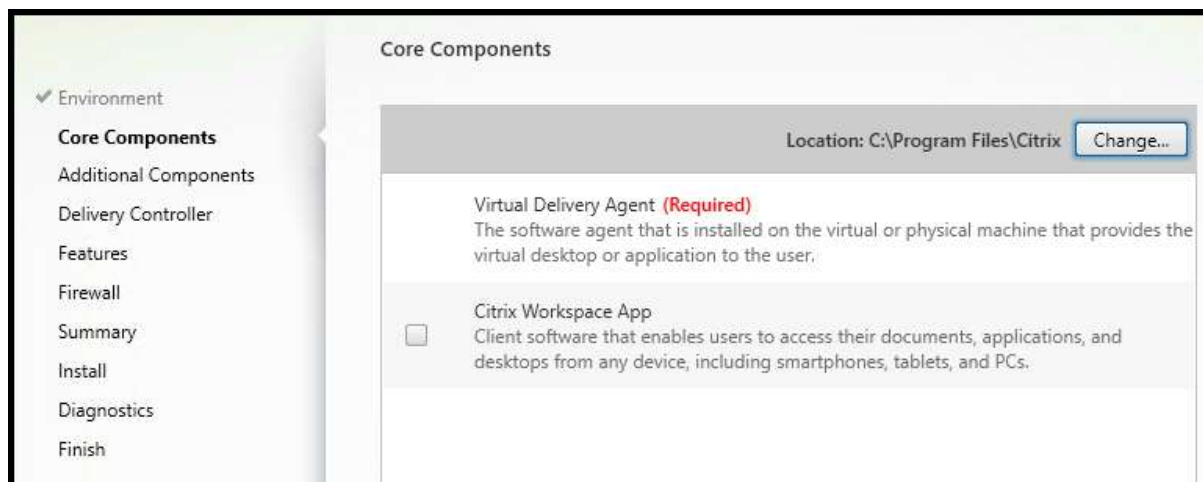 Core Components
Environment
Core Components
Additional Components
Delivery Controller
Features
Firewall
Summary
Install
Diagnostics
Finish
Location: C:\Program Files\Citrix
Change...
Virtual Delivery Agent (Required)
The software agent that is installed on the virtual or physical machine that provides the
virtual desktop or application to the user.
Citrix Workspace App
Client software that enables users to access their documents, applications, and
desktops from any device, including smartphones, tablets, and PCs.